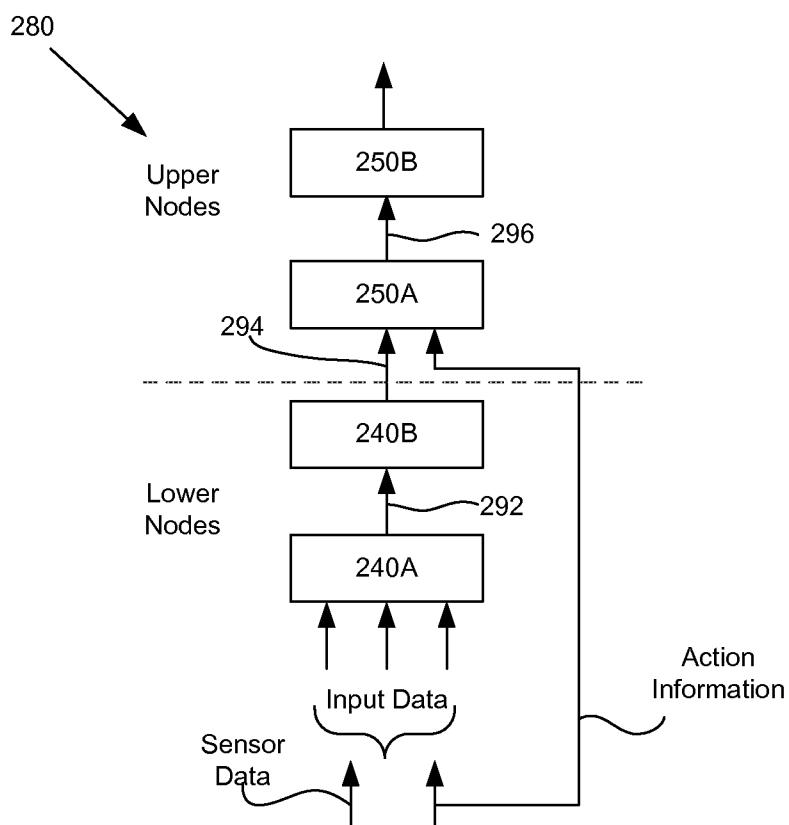 280
250B
Upper
Nodes
296
250A
294
240B
Lower
Nodes
292
240A
Action
Information
Input Data
Sensor
Data